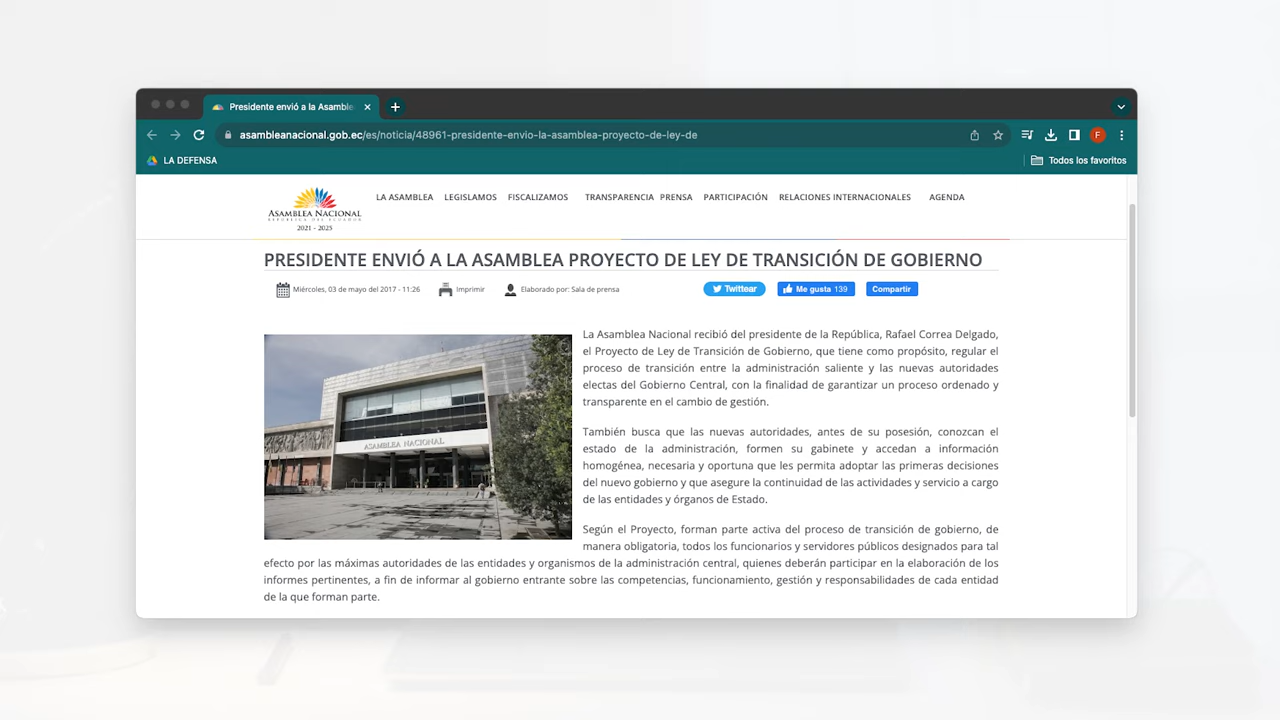 Presidente envió a la Asamble
asambleanacional.gob.ec/es/noticia/48961-presidente-envio-la-asamblea-proyecto-de-ley-de
F
LA DEFENSA
Todos los favoritos
ASAMBLEA NACIONAL
REPÚBLICA DEL ECUADOR
2021 - 2025
LA ASAMBLEA LEGISLAMOS FISCALIZAMOS TRANSPARENCIA PRENSA PARTICIPACIÓN RELACIONES INTERNACIONALES AGENDA
PRESIDENTE ENVIÓ A LA ASAMBLEA PROYECTO DE LEY DE TRANSICIÓN DE GOBIERNO
Miércoles, 03 de mayo del 2017 - 11:26 Imprimir Elaborado por: Sala de prensa Twittear Me gusta 139 Compartir
ASAMBLEA NACIONAL
La Asamblea Nacional recibió del presidente de la República, Rafael Correa Delgado,
el Proyecto de Ley de Transición de Gobierno, que tiene como propósito, regular el
proceso de transición entre la administración saliente y las nuevas autoridades
electas del Gobierno Central, con la finalidad de garantizar un proceso ordenado y
transparente en el cambio de gestión.
También busca que las nuevas autoridades, antes de su posesión, conozcan el
estado de la administración, formen su gabinete y accedan a información
homogénea, necesaria y oportuna que les permita adoptar las primeras decisiones
del nuevo gobierno y que asegure la continuidad de las actividades y servicio a cargo
de las entidades y órganos de Estado.
Según el Proyecto, forman parte activa del proceso de transición de gobierno, de
manera obligatoria, todos los funcionarios y servidores públicos designados para tal
efecto por las máximas autoridades de las entidades y organismos de la administración central, quienes deberán participar en la elaboración de los
informes pertinentes, a fin de informar al gobierno entrante sobre las competencias, funcionamiento, gestión y responsabilidades de cada entidad
de la que forman parte.